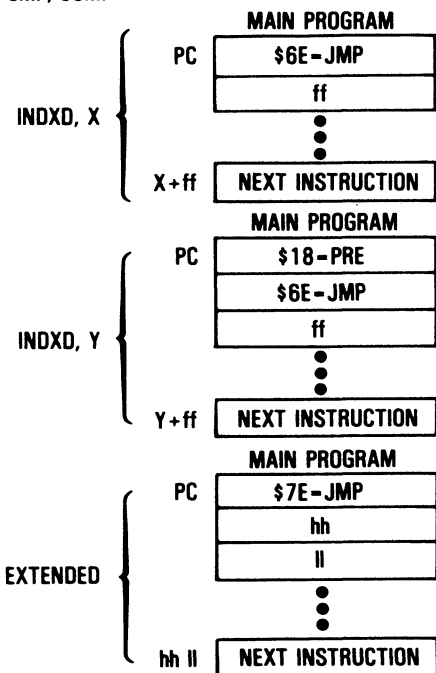 MAIN PROGRAM
PC $6E-JMP
ff
INDXD, X
X+ff NEXT INSTRUCTION
MAIN PROGRAM
PC $18-PRE
$6E-JMP
ff
INDXD, Y
Y+ff NEXT INSTRUCTION
MAIN PROGRAM
PC $7E-JMP
hh
ll
EXTENDED
hh ll NEXT INSTRUCTION